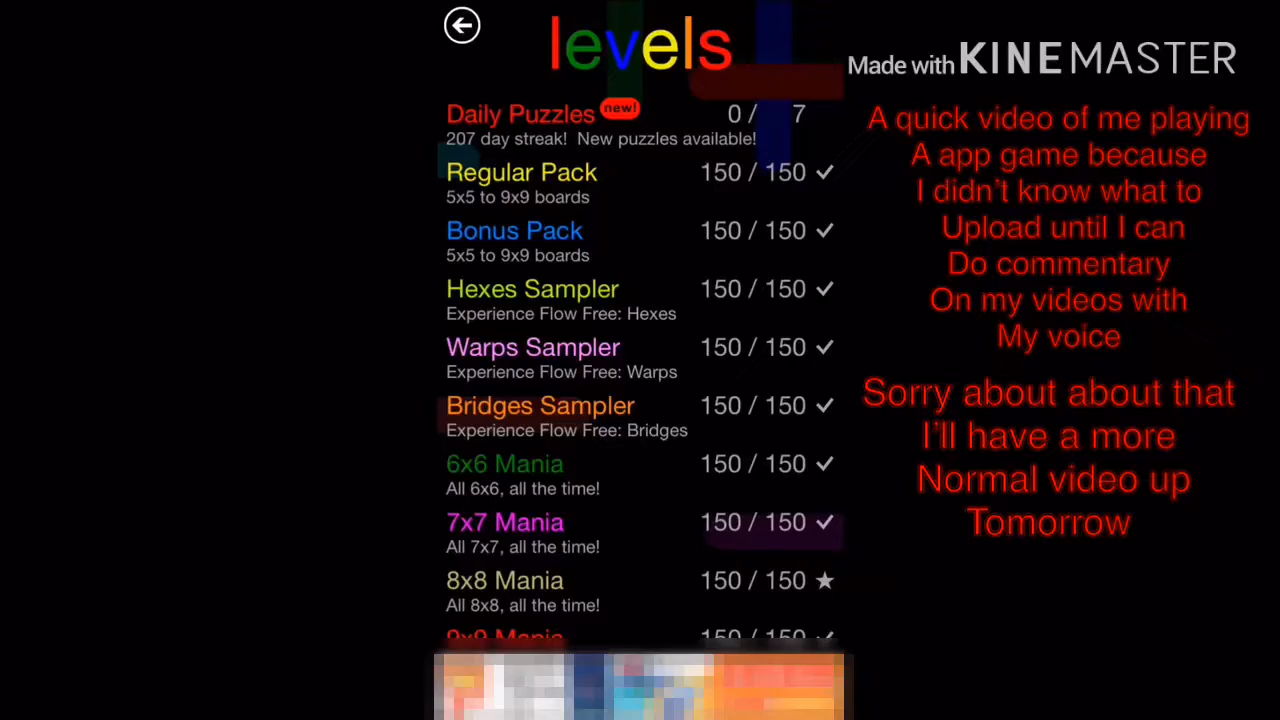 levels
Made with KINEMASTER
Daily Puzzles new! 0 / 7
207 day streak! New puzzles available!
Regular Pack 150 / 150 ✓
5x5 to 9x9 boards
Bonus Pack 150 / 150 ✓
5x5 to 9x9 boards
Hexes Sampler 150 / 150 ✓
Experience Flow Free: Hexes
Warps Sampler 150 / 150 ✓
Experience Flow Free: Warps
Bridges Sampler 150 / 150 ✓
Experience Flow Free: Bridges
6x6 Mania 150 / 150 ✓
All 6x6, all the time!
7x7 Mania 150 / 150 ✓
All 7x7, all the time!
8x8 Mania 150 / 150 ★
All 8x8, all the time!
9x9 Mania 150 / 150 ✓
A quick video of me playing
A app game because
I didn't know what to
Upload until I can
Do commentary
On my videos with
My voice
Sorry about about that
I'll have a more
Normal video up
Tomorrow